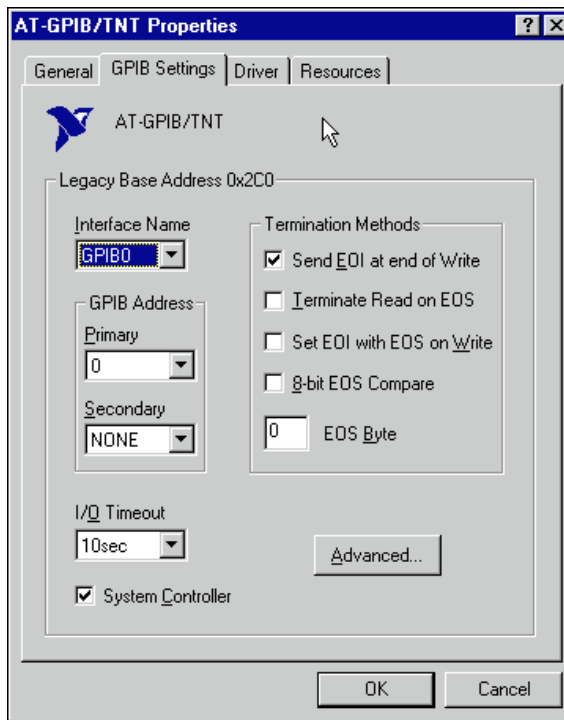 AT-GPIB/TNT Properties
General GPIB Settings Driver Resources
AT-GPIB/TNT
Legacy Base Address 0x2C0
Interface Name
GPIB0
GPIB Address
Primary
0
Secondary
NONE
I/O Timeout
10sec
System Controller
Termination Methods
Send EOI at end of Write
Terminate Read on EOS
Set EOI with EOS on Write
8-bit EOS Compare
0 EOS Byte
Advanced...
OK Cancel